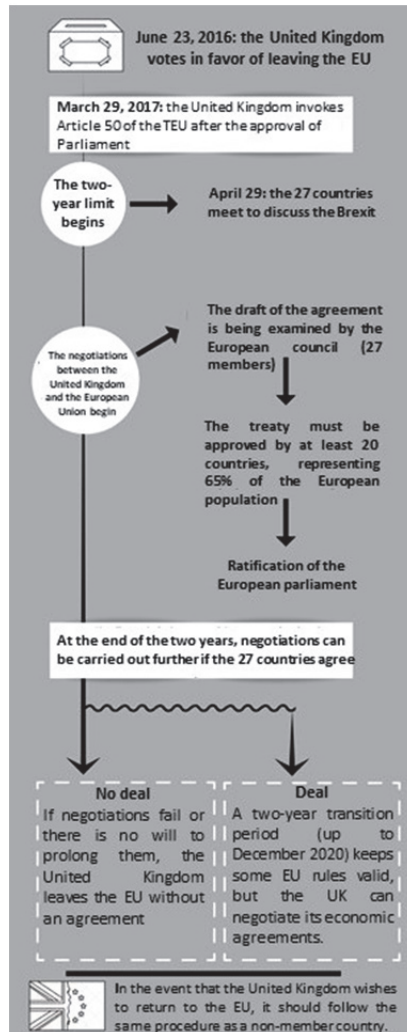 June 23, 2016: the United Kingdom
votes in favor of leaving the EU
March 29, 2017: the United Kingdom invokes
Article 50 of the TEU after the approval of
Parliament
The two-
year limit
begins
April 29: the 27 countries
meet to discuss the Brexit
The negotiations
between the
United Kingdom
and the European
Union begin
The draft of the agreement
is being examined by the
European council (27
members)
The treaty must be
approved by at least 20
countries, representing
65% of the European
population
Ratification of the
European parliament
At the end of the two years, negotiations can
be carried out further if the 27 countries agree
No deal
If negotiations fail or
there is no will to
prolong them, the
United Kingdom
leaves the EU without
an agreement
Deal
A two-year transition
period (up to
December 2020) keeps
some EU rules valid,
but the UK can
negotiate its economic
agreements.
In the event that the United Kingdom wishes
to return to the EU, it should follow the
same procedure as a non-member country.